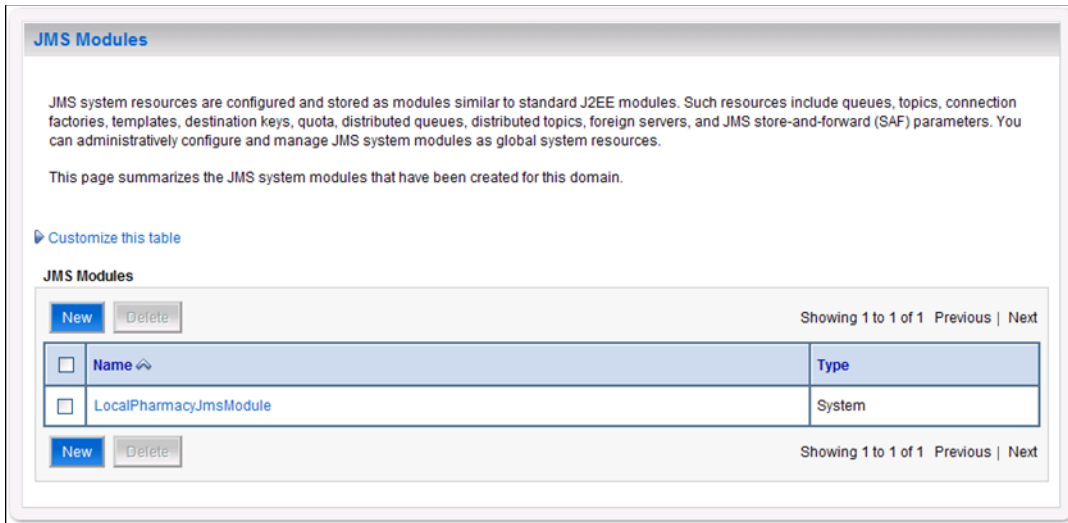 JMS Modules
JMS system resources are configured and stored as modules similar to standard J2EE modules. Such resources include queues, topics, connection
factories, templates, destination keys, quota, distributed queues, distributed topics, foreign servers, and JMS store-and-forward (SAF) parameters. You
can administratively configure and manage JMS system modules as global system resources.
This page summarizes the JMS system modules that have been created for this domain.
Customize this table
JMS Modules
New Delete Showing 1 to 1 of 1 Previous | Next
Name Type
LocalPharmacyJmsModule System
New Delete Showing 1 to 1 of 1 Previous | Next